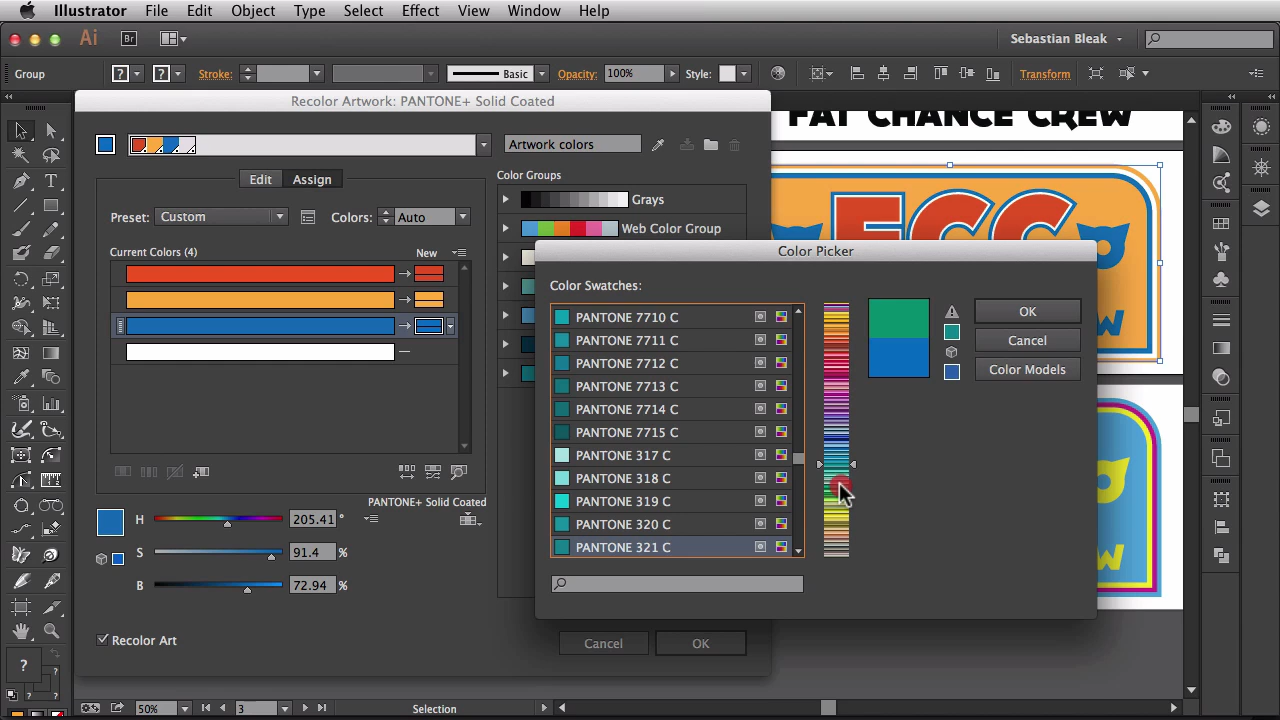 Illustrator File Edit Object Type Select Effect View Window Help
Ai Br Sebastian Bleak
Group ? ? Stroke: Basic Opacity: 100% Style: Transform
Recolor Artwork: PANTONE+ Solid Coated
FAT CHANCE CREW
Artwork colors
Edit Assign
Color Groups
Grays
Preset: Custom Colors: Auto
Web Color Group
Current Colors (4) New
FCC
Color Picker
Color Swatches:
PANTONE 7710 C
PANTONE 7711 C
PANTONE 7712 C
PANTONE 7713 C
PANTONE 7714 C
PANTONE 7715 C
PANTONE 317 C
PANTONE 318 C
PANTONE 319 C
PANTONE 320 C
PANTONE 321 C
OK
Cancel
Color Models
PANTONE+ Solid Coated
H 205.41 °
S 91.4 %
B 72.94 %
Recolor Art
Cancel OK
?
50% 3 Selection